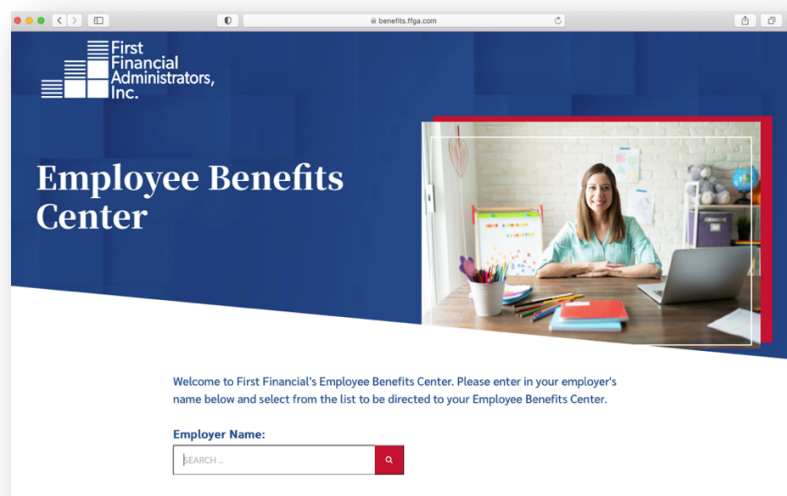 benefits.ffga.com
First
Financial
Administrators,
Inc.
Employee Benefits
Center
Welcome to First Financial's Employee Benefits Center. Please enter in your employer's
name below and select from the list to be directed to your Employee Benefits Center.
Employer Name:
SEARCH ..